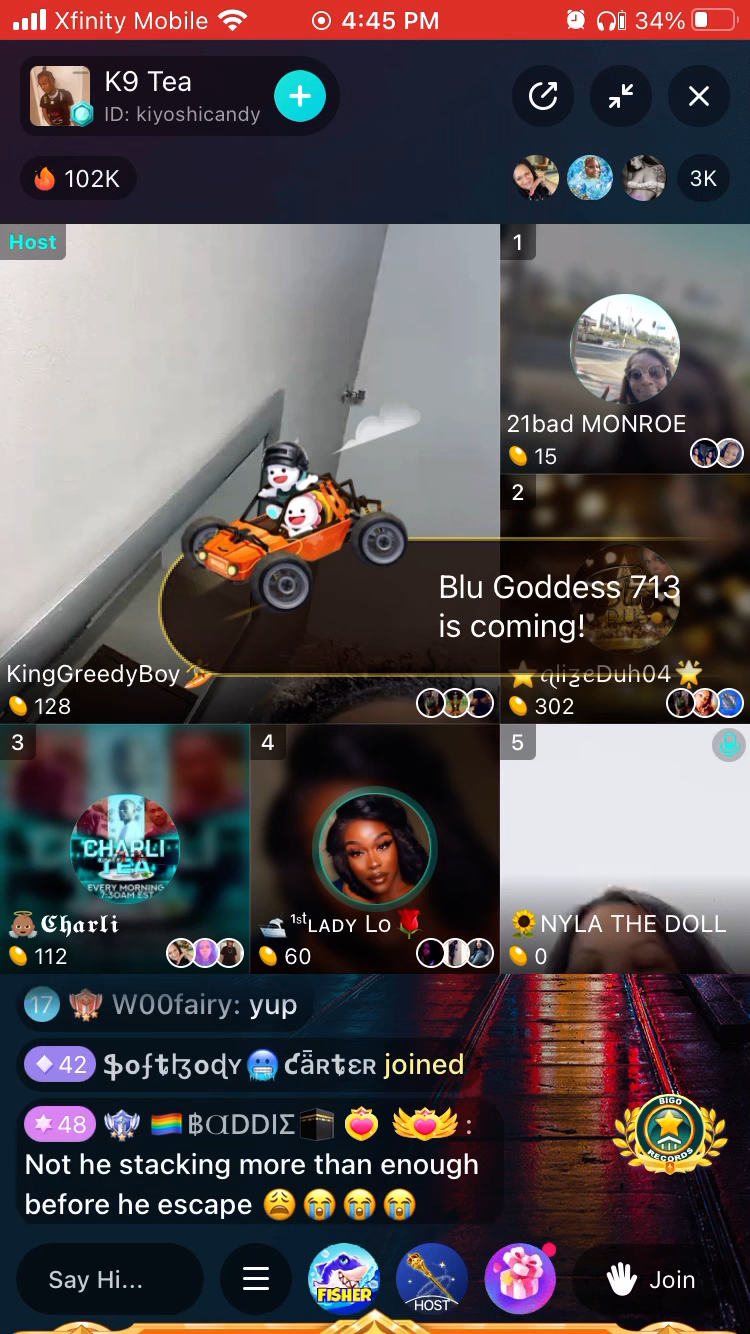 Xfinity Mobile 4:45 PM 34%
K9 Tea
ID: kiyoshicandy
102K
3K
Host
1
21bad MONROE
15
2
Blu Goddess 713
is coming!
KingGreedyBoy
128
⭐ɋlizeDuh04🌟
302
3
CHARLI
TEA
EVERY MORNING
7:30AM EST
👼🏽𝕮𝖍𝖆𝖗𝖑𝖎
112
4
🛥️¹ˢᵗLADY Lo🌹
60
5
🌻NYLA THE DOLL
0
17 W00fairy: yup
42 joined
48
Not he stacking more than enough
before he escape 😩😭😭😭
BIGO
RECORDS
Say Hi...
FISHER
HOST
Join